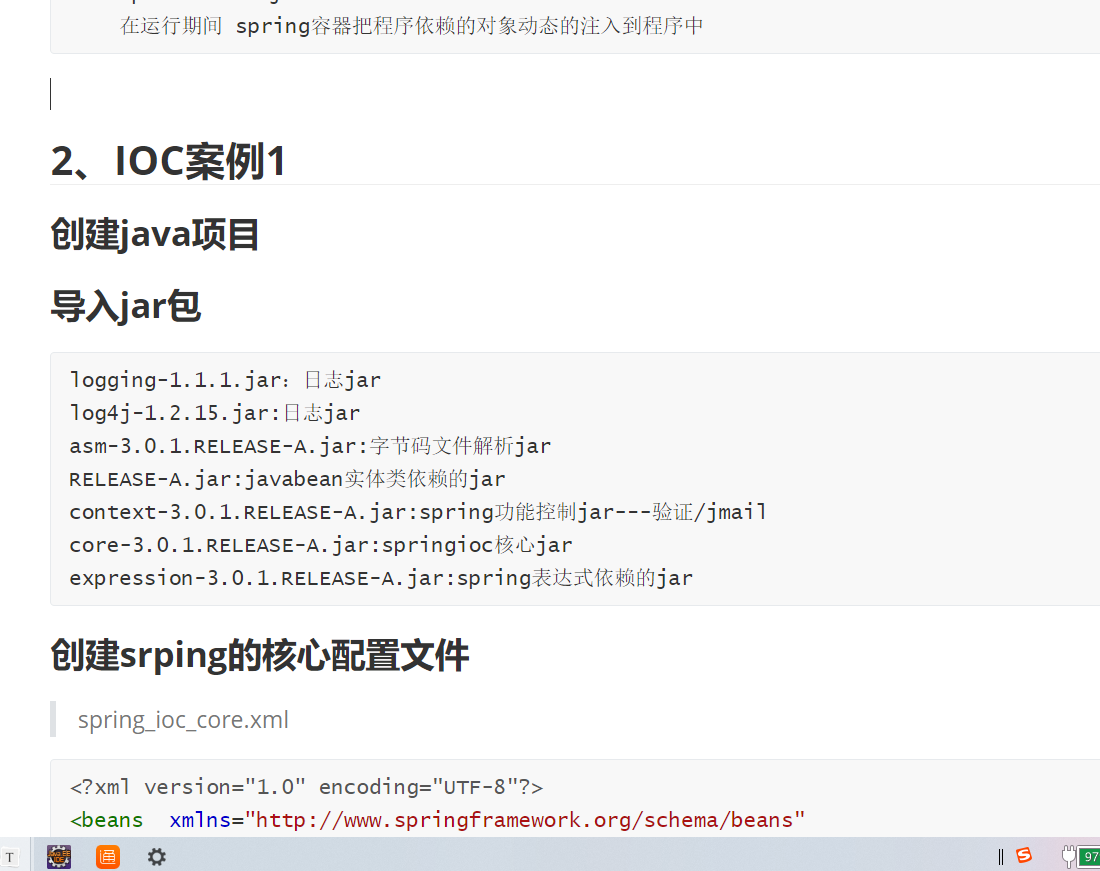 在运行期间 spring容器把程序依赖的对象动态的注入到程序中
2、IOC案例1
创建java项目
导入jar包
logging-1.1.1.jar：日志jar
log4j-1.2.15.jar:日志jar
asm-3.0.1.RELEASE-A.jar:字节码文件解析jar
RELEASE-A.jar:javabean实体类依赖的jar
context-3.0.1.RELEASE-A.jar:spring功能控制jar---验证/jmail
core-3.0.1.RELEASE-A.jar:springioc核心jar
expression-3.0.1.RELEASE-A.jar:spring表达式依赖的jar
创建srping的核心配置文件
spring_ioc_core.xml
<?xml version="1.0" encoding="UTF-8"?>
<beans  xmlns="http://www.springframework.org/schema/beans"
T
97